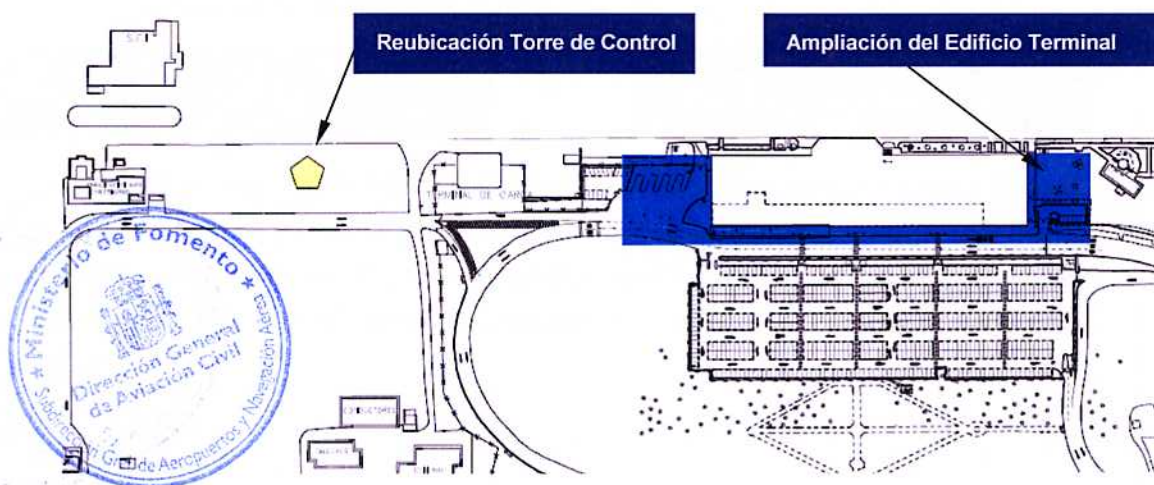 Reubicación Torre de Control
Ampliación del Edificio Terminal
TERMINAL DE CARGA
★ Ministerio de Fomento ★
Dirección General
de Aviación Civil
Subdirección Gral. de Aeropuertos y Navegación Aérea